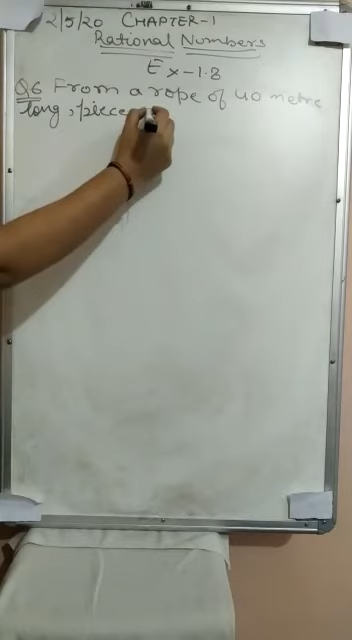 2/5/20 CHAPTER-1
Rational Numbers
Ex-1.8
Q6 From a rope of 40 metre
long, piece